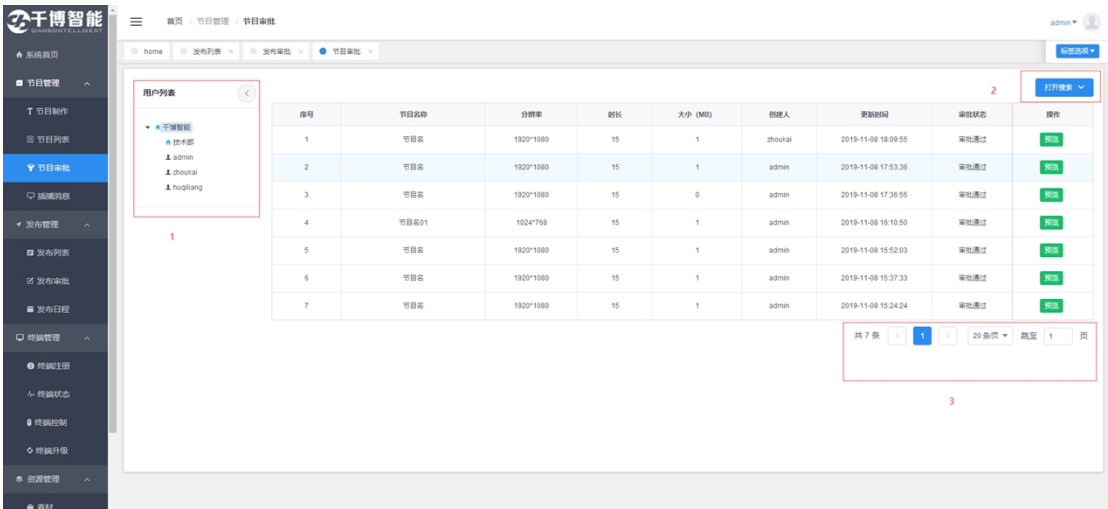 千博智能
QIANBOINTELLIGENT
首页 / 节目管理 / 节目审批
admin
home
发布列表 ×
发布审批 ×
节目审批 ×
标签选项
系统首页
节目管理
节目制作
节目列表
节目审批
插播消息
发布管理
发布列表
发布审批
发布日程
终端管理
终端注册
终端状态
终端控制
终端升级
资源管理
素材
用户列表
千博智能
技术部
admin
zhoukai
huqiliang
1
2
打开搜索
序号 节目名称 分辨率 时长 大小 (MB) 创建人 更新时间 审批状态 操作
1 节目名 1920*1080 15 1 zhoukai 2019-11-08 18:09:55 审批通过 预览
2 节目名 1920*1080 15 1 admin 2019-11-08 17:53:36 审批通过 预览
3 节目名 1920*1080 15 0 admin 2019-11-08 17:36:55 审批通过 预览
4 节目名01 1024*768 15 1 admin 2019-11-08 16:10:50 审批通过 预览
5 节目名 1920*1080 15 1 admin 2019-11-08 15:52:03 审批通过 预览
6 节目名 1920*1080 15 1 admin 2019-11-08 15:37:33 审批通过 预览
7 节目名 1920*1080 15 1 admin 2019-11-08 15:24:24 审批通过 预览
共 7 条 < 1 > 20 条/页 跳至 1 页
3